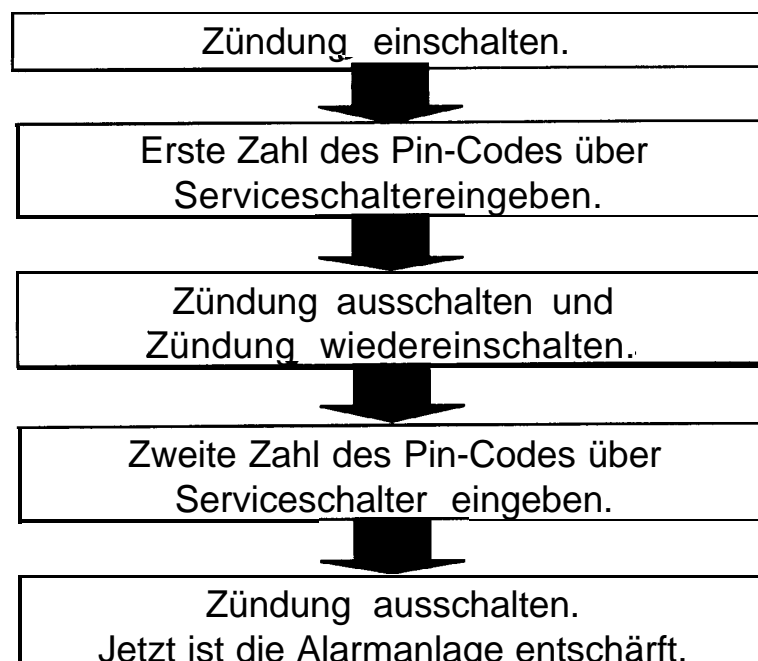 Zündung einschalten.
Erste Zahl des Pin-Codes über
Serviceschaltereingeben.
Zündung ausschalten und
Zündung wiedereinschalten.
Zweite Zahl des Pin-Codes über
Serviceschalter eingeben.
Zündung ausschalten.
Jetzt ist die Alarmanlage entschärft.